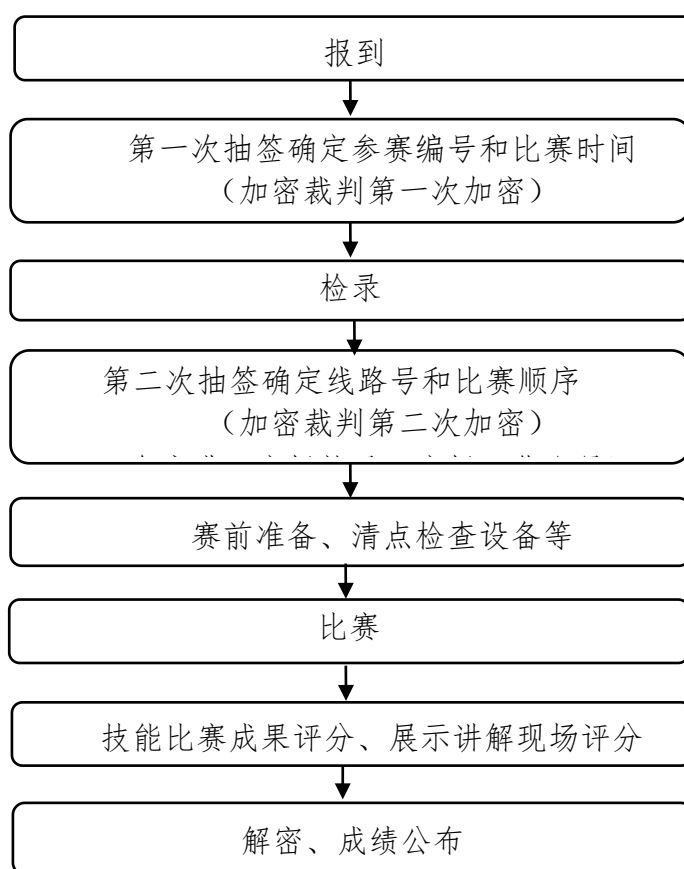 报到
第一次抽签确定参赛编号和比赛时间
（加密裁判第一次加密）
检录
第二次抽签确定线路号和比赛顺序
（加密裁判第二次加密）
赛前准备、清点检查设备等
比赛
技能比赛成果评分、展示讲解现场评分
解密、成绩公布